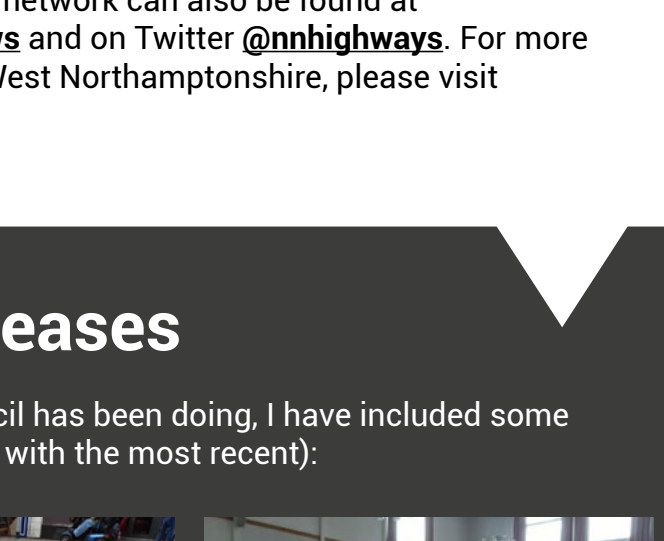 network can also be found at
ws and on Twitter @nnhighways. For more
West Northamptonshire, please visit
eases
cil has been doing, I have included some
with the most recent):